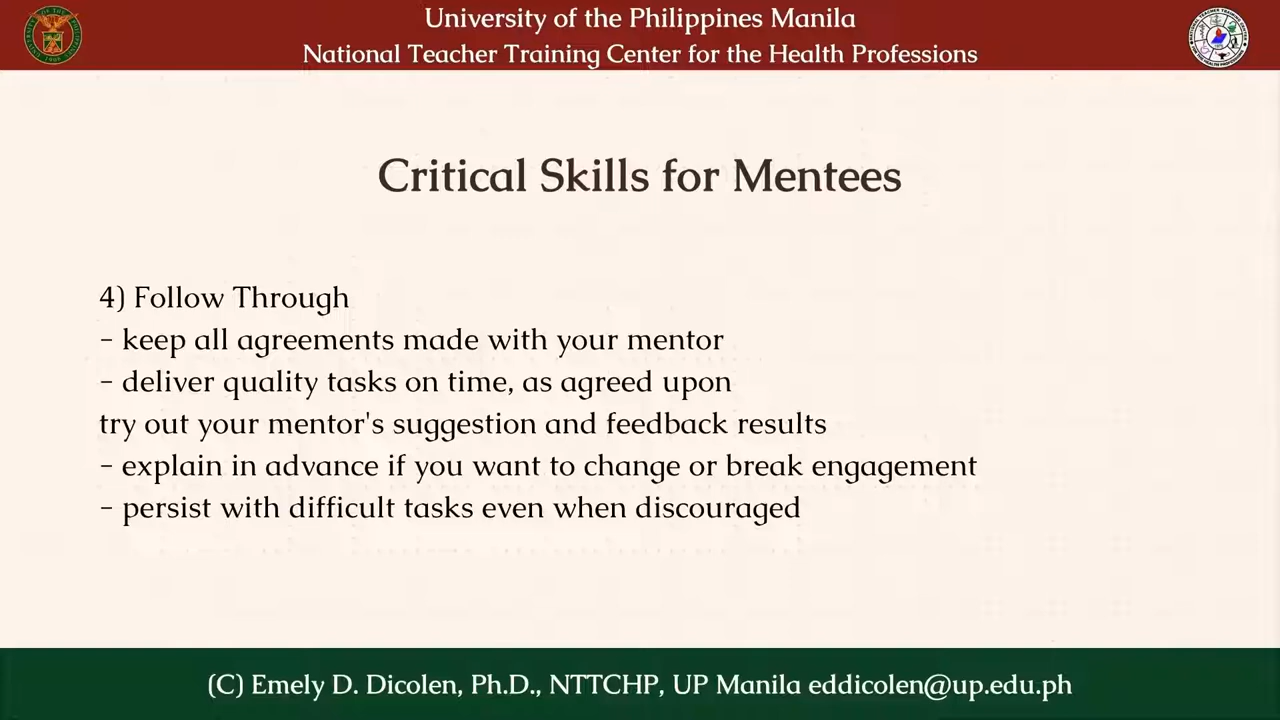 University of the Philippines Manila
National Teacher Training Center for the Health Professions
Critical Skills for Mentees
4) Follow Through
- keep all agreements made with your mentor
- deliver quality tasks on time, as agreed upon
try out your mentor's suggestion and feedback results
- explain in advance if you want to change or break engagement
- persist with difficult tasks even when discouraged
(C) Emely D. Dicolen, Ph.D., NTTCHP, UP Manila eddicolen@up.edu.ph